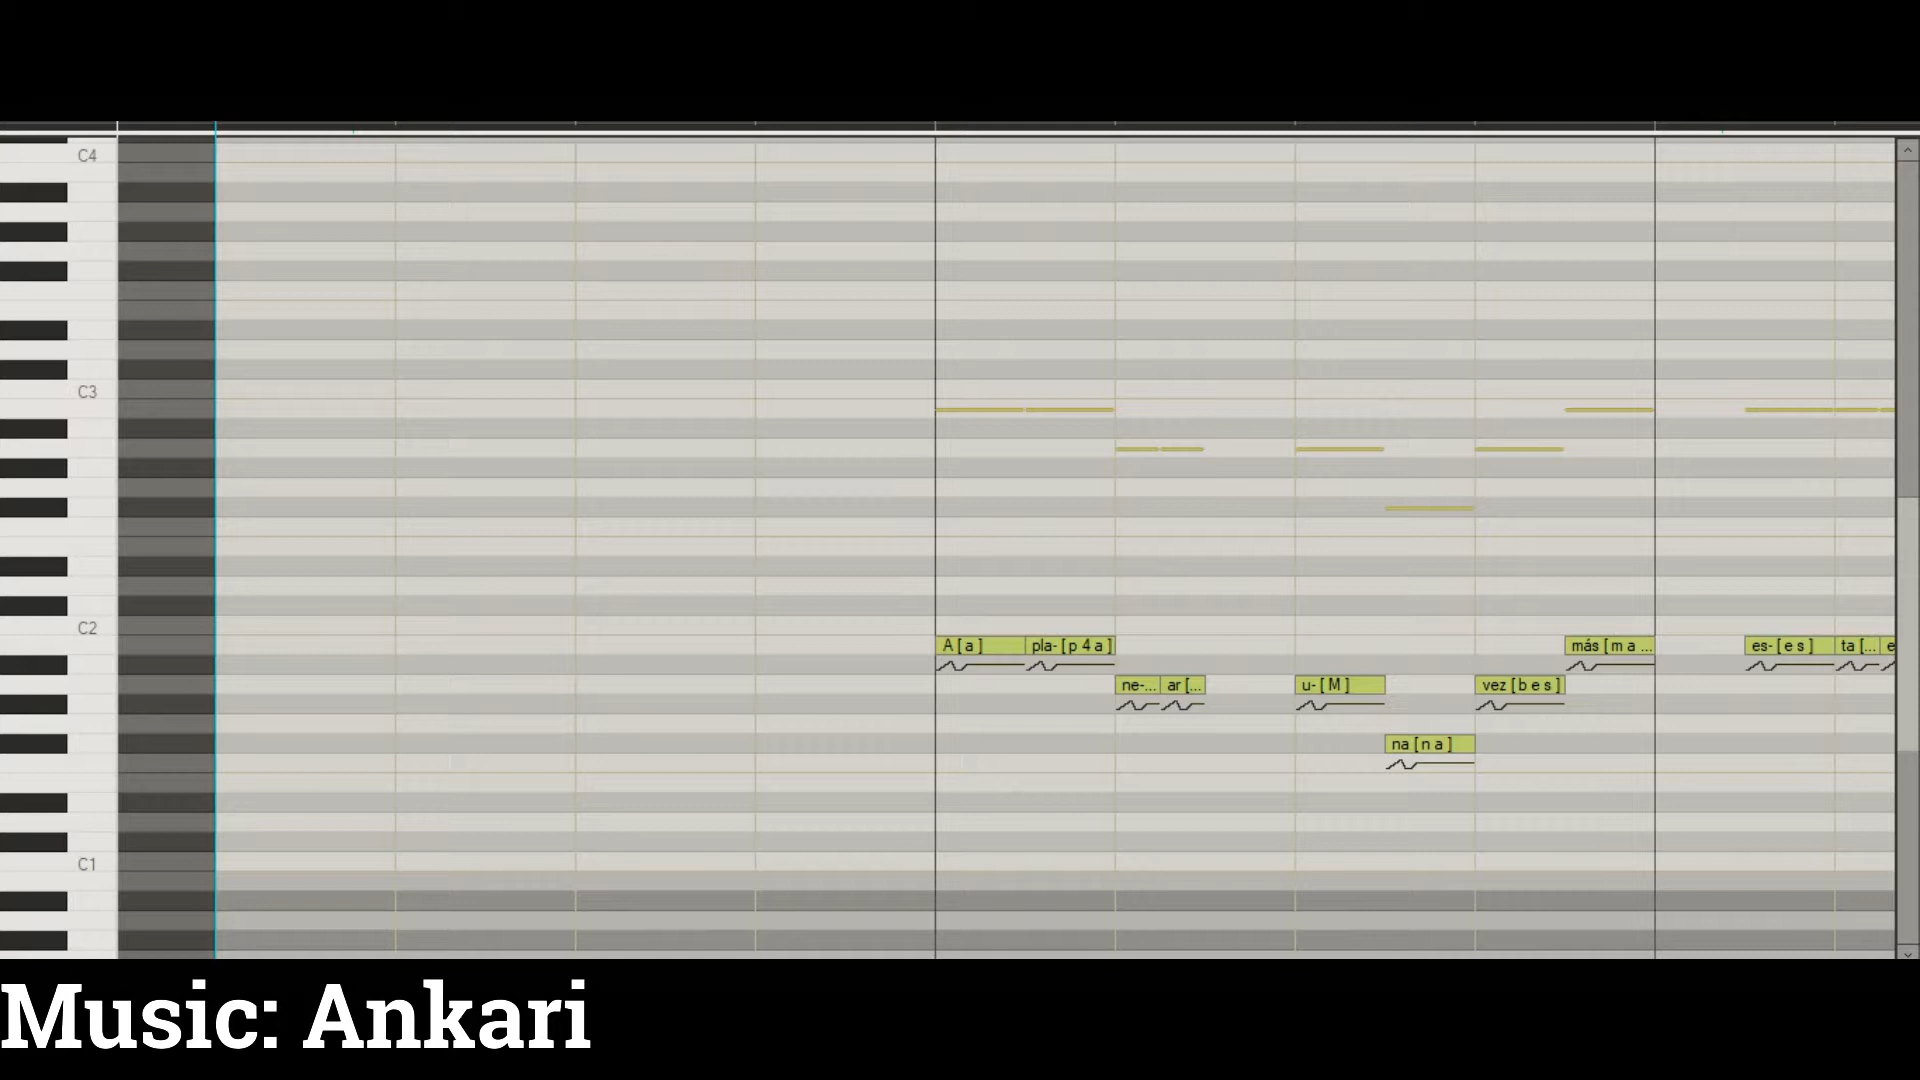 C4
C3
C2
A [ a ] pla- [ p 4 a ] más [ m a ... es- [ e s ] ta [... e
ne-... ar [... u- [ M ] vez [ b e s ]
na [ n a ]
C1
Music: Ankari